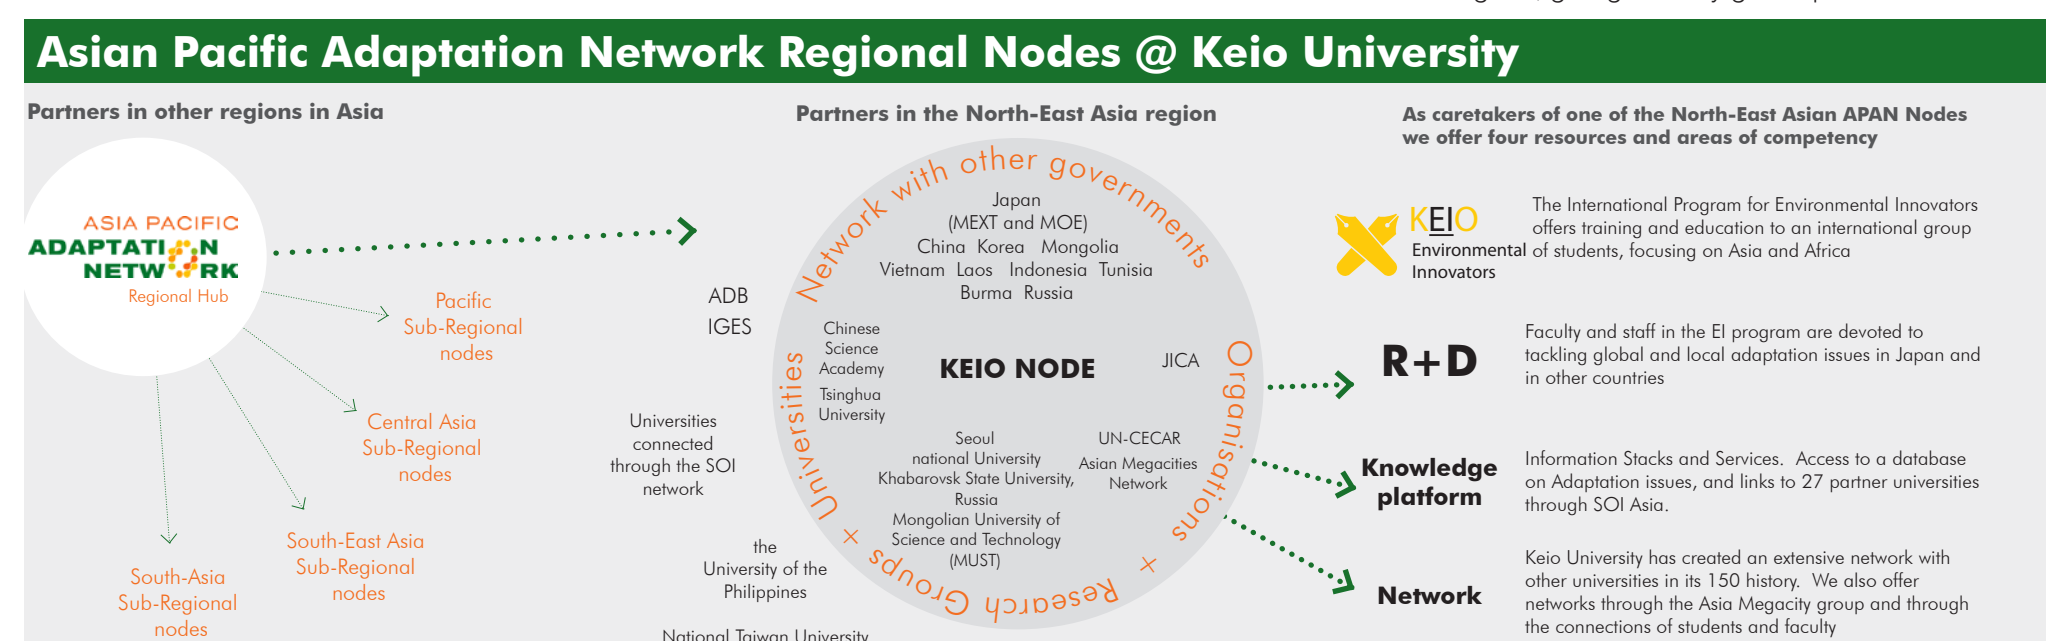 Asian Pacific Adaptation Network Regional Nodes @ Keio University
Partners in other regions in Asia
ASIA PACIFIC
ADAPTATION
NETWORK
Regional Hub
Pacific
Sub-Regional
nodes
Central Asia
Sub-Regional
nodes
South-East Asia
Sub-Regional
nodes
South-Asia
Sub-Regional
nodes
Partners in the North-East Asia region
ADB
IGES
Universities
connected
through the SOI
network
the
University of the
Philippines
National Taiwan University
Network with other governments
Japan
(MEXT and MOE)
China Korea Mongolia
Vietnam Laos Indonesia Tunisia
Burma Russia
Chinese
Science
Academy
Tsinghua
University
KEIO NODE
JICA
Seoul
national University
Khabarovsk State University,
Russia
Mongolian University of
Science and Technology
(MUST)
UN-CECAR
Asian Megacities
Network
Organisations + Research Groups + Universities
As caretakers of one of the North-East Asian APAN Nodes
we offer four resources and areas of competency
KEIO
Environmental
Innovators
The International Program for Environmental Innovators
offers training and education to an international group
of students, focusing on Asia and Africa
R+D
Faculty and staff in the EI program are devoted to
tackling global and local adaptation issues in Japan and
in other countries
Knowledge
platform
Information Stacks and Services. Access to a database
on Adaptation issues, and links to 27 partner universities
through SOI Asia.
Network
Keio University has created an extensive network with
other universities in its 150 history. We also offer
networks through the Asia Megacity group and through
the connections of students and faculty